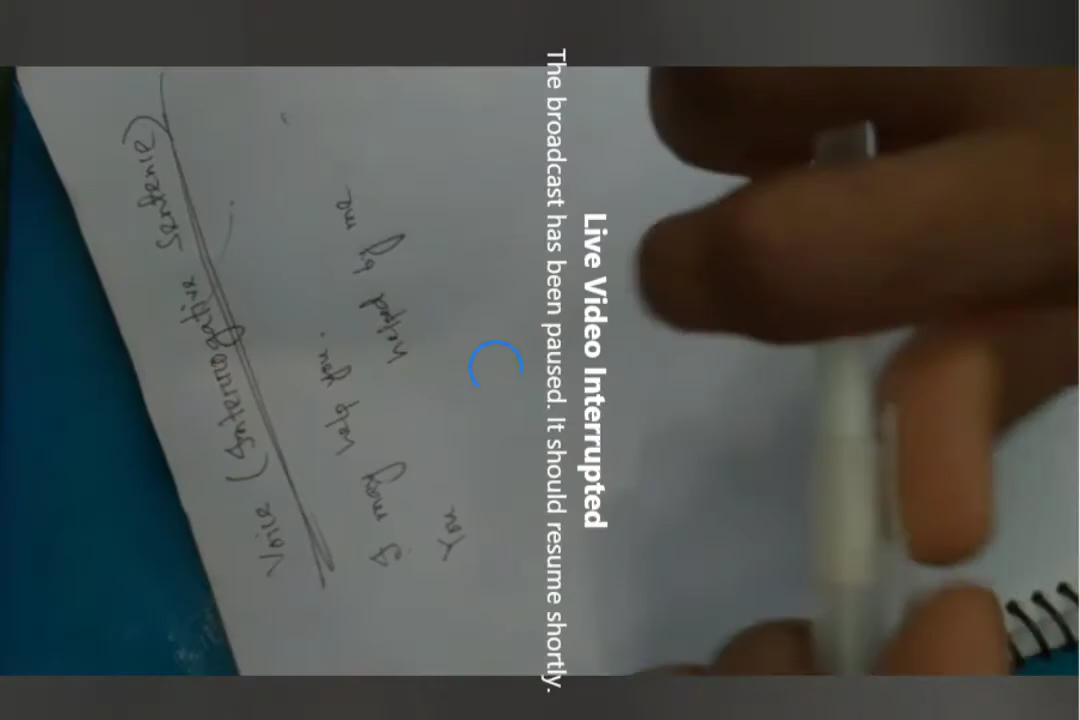 Live Video Interrupted
The broadcast has been paused. It should resume shortly.
Voice (Interrogative Sentence)
I may help you.
You helped by me